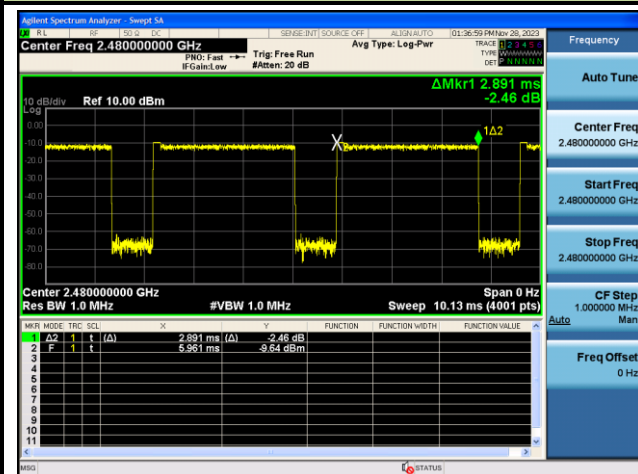 Agilent Spectrum Analyzer - Swept SA
RL RF 50 Ω DC SENSE:INT SOURCE OFF ALIGNAUTO 01:36:59 PM Nov 28, 2023
Center Freq 2.480000000 GHz
PNO: Fast
IFGain:Low
Trig: Free Run
#Atten: 20 dB
Avg Type: Log-Pwr
TRACE 1 2 3 4 5 6
TYPE
DET P N N N N N
Frequency
Auto Tune
Center Freq
2.480000000 GHz
Start Freq
2.480000000 GHz
Stop Freq
2.480000000 GHz
CF Step
1.000000 MHz
Auto Man
Freq Offset
0 Hz
ΔMkr1 2.891 ms
-2.46 dB
10 dB/div Ref 10.00 dBm
Log
0.00
-10.0
-20.0
-30.0
-40.0
-50.0
-60.0
-70.0
-80.0
1Δ2
Center 2.480000000 GHz Span 0 Hz
Res BW 1.0 MHz #VBW 1.0 MHz Sweep 10.13 ms (4001 pts)
MKR MODE TRC SCL X Y FUNCTION FUNCTION WIDTH FUNCTION VALUE
1 Δ2 1 t (Δ) 2.891 ms (Δ) -2.46 dB
2 F 1 t 5.961 ms -9.64 dBm
3
4
5
6
7
8
9
10
11
MSG STATUS